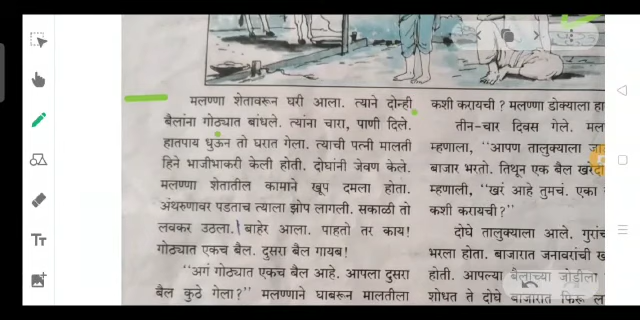 मलण्णा शेतावरून घरी आला. त्याने दोन्ही
बैलांना गोठ्यात बांधले. त्यांना चारा, पाणी दिले.
हातपाय धुऊन तो घरात गेला. त्याची पत्नी मालती
हिने भाजीभाकरी केली होती. दोघांनी जेवण केले.
मलण्णा शेतातील कामाने खूप दमला होता.
अंथरुणावर पडताच त्याला झोप लागली. सकाळी तो
लवकर उठला. बाहेर आला. पाहतो तर काय!
गोठ्यात एकच बैल. दुसरा बैल गायब!
"अगं गोठ्यात एकच बैल आहे. आपला दुसरा
बैल कुठे गेला?" मलण्णाने घाबरून मालतीला
कशी करायची? मलण्णा डोक्याला हा
तीन-चार दिवस गेले. मल
म्हणाला, "आपण तालुक्याला जा
बाजार भरतो. तिथून एक बैल खरेदी
म्हणाली, "खरं आहे तुमचं. एका
कशी करायची?"
दोघे तालुक्याला आले. गुरांच
भरला होता. बाजारात जनावरांची ख
होती. आपल्या बैलाच्या जोडीला
शोधत ते दोघे बाजारात फिरू ल
Tt